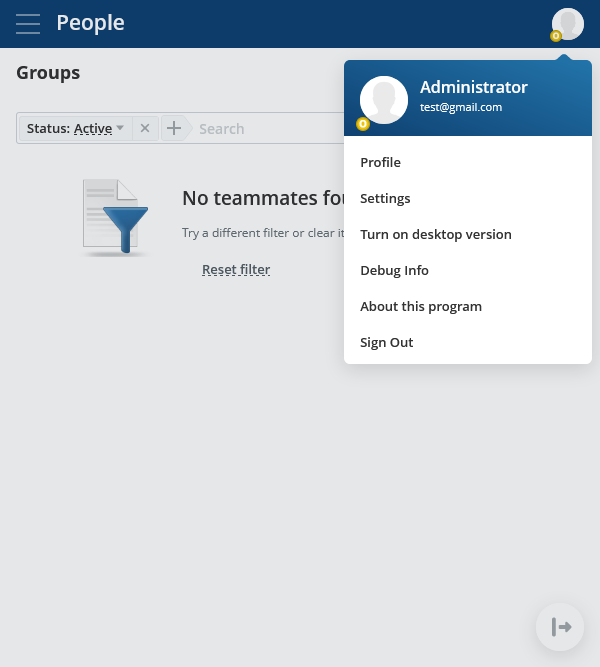 People
Groups
Status: Active
Search
No teammates
Try a different filter or clear it
Reset filter
Administrator
test@gmail.com
Profile
Settings
Turn on desktop version
Debug Info
About this program
Sign Out